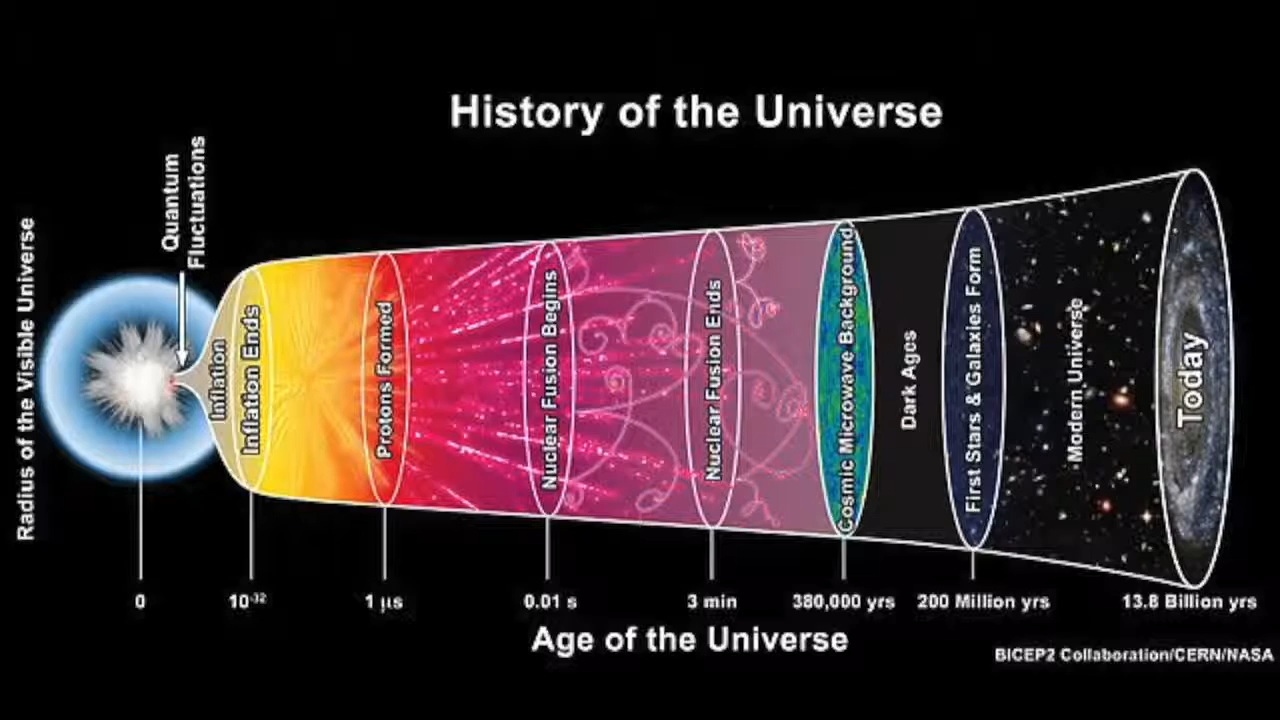 History of the Universe
Radius of the Visible Universe
Quantum
Fluctuations
Inflation
Inflation Ends
Protons Formed
Nuclear Fusion Begins
Nuclear Fusion Ends
Cosmic Microwave Background
Dark Ages
First Stars & Galaxies Form
Modern Universe
Today
0
10⁻³²
1 µs
0.01 s
3 min
380,000 yrs
200 Million yrs
13.8 Billion yrs
Age of the Universe
BICEP2 Collaboration/CERN/NASA